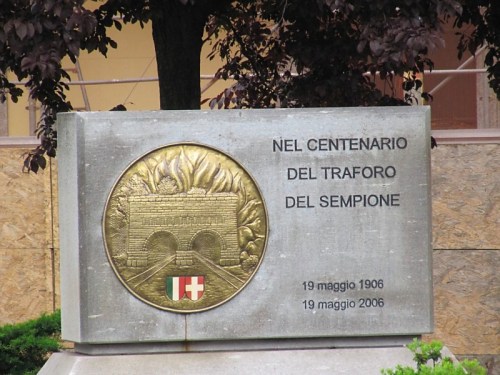 NEL CENTENARIO
DEL TRAFORO
DEL SEMPIONE
19 maggio 1906
19 maggio 2006